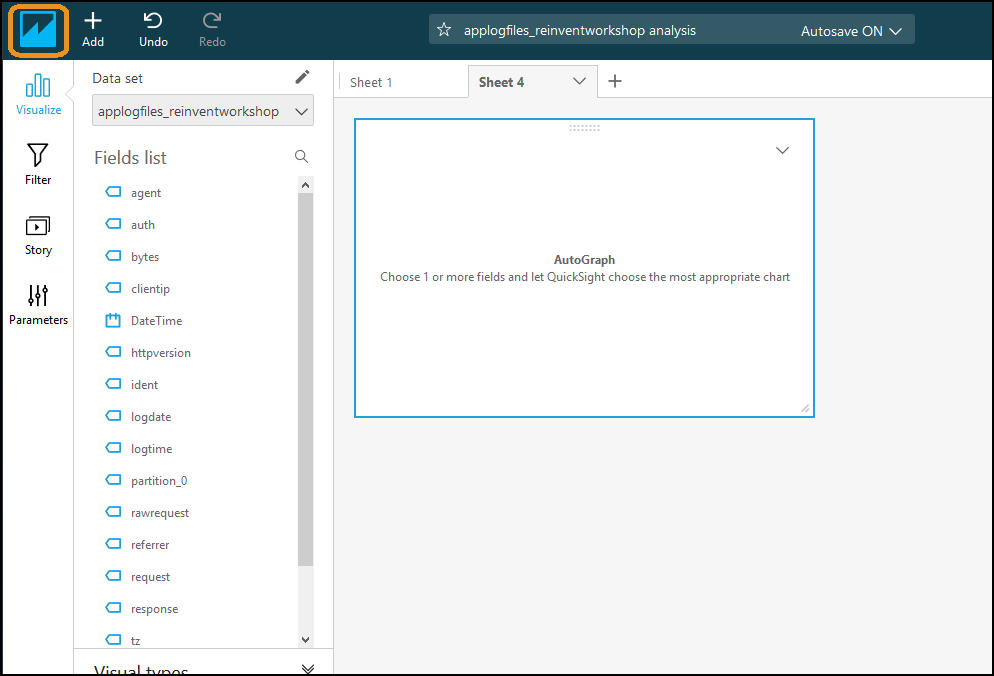 Add
Undo
Redo
applogfiles_reinventworkshop analysis
Autosave ON
Visualize
Filter
Story
Parameters
Data set
applogfiles_reinventworkshop
Fields list
agent
auth
bytes
clientip
DateTime
httpversion
ident
logdate
logtime
partition_0
rawrequest
referrer
request
response
tz
Visual types
Sheet 1
Sheet 4
AutoGraph
Choose 1 or more fields and let QuickSight choose the most appropriate chart